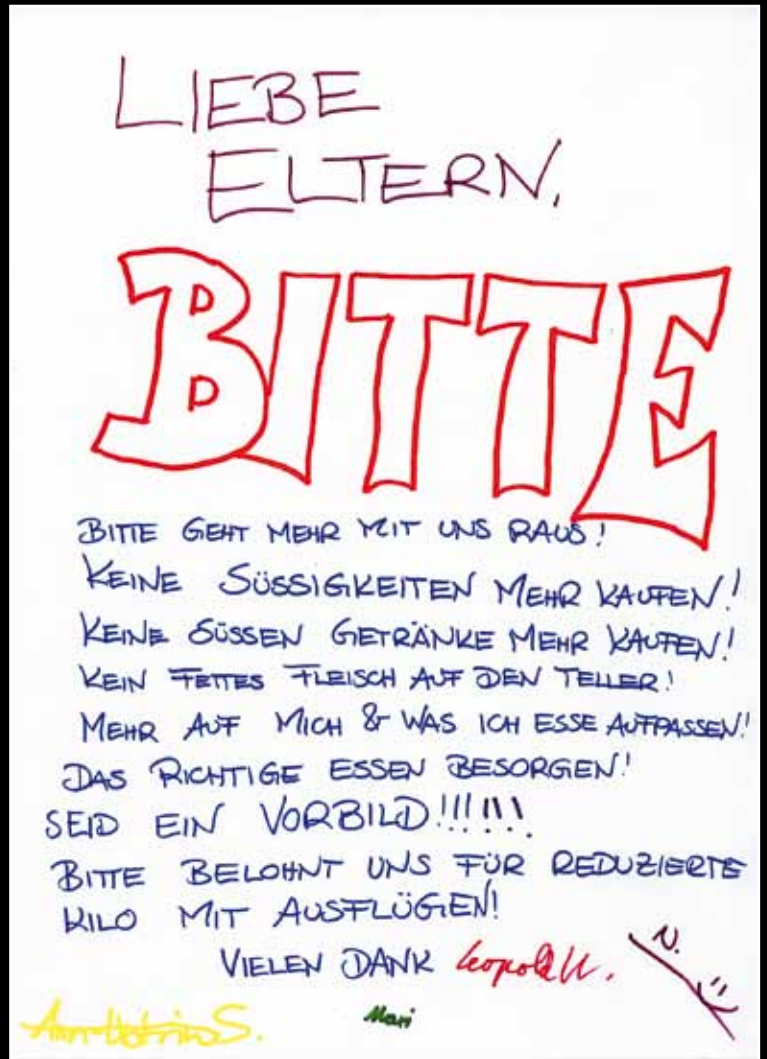 LIEBE
ELTERN,
BITTE
BITTE GEHT MEHR MIT UNS RAUS!
KEINE SÜSSIGKEITEN MEHR KAUFEN!
KEINE SÜSSEN GETRÄNKE MEHR KAUFEN!
KEIN FETTES FLEISCH AUF DEN TELLER!
MEHR AUF MICH & WAS ICH ESSE AUFPASSEN!
DAS RICHTIGE ESSEN BESORGEN!
SEID EIN VORBILD!!!!!!
BITTE BELOHNT UNS FÜR REDUZIERTE
KILO MIT AUSFLÜGEN!
VIELEN DANK Leopold
N.
Mari
S.